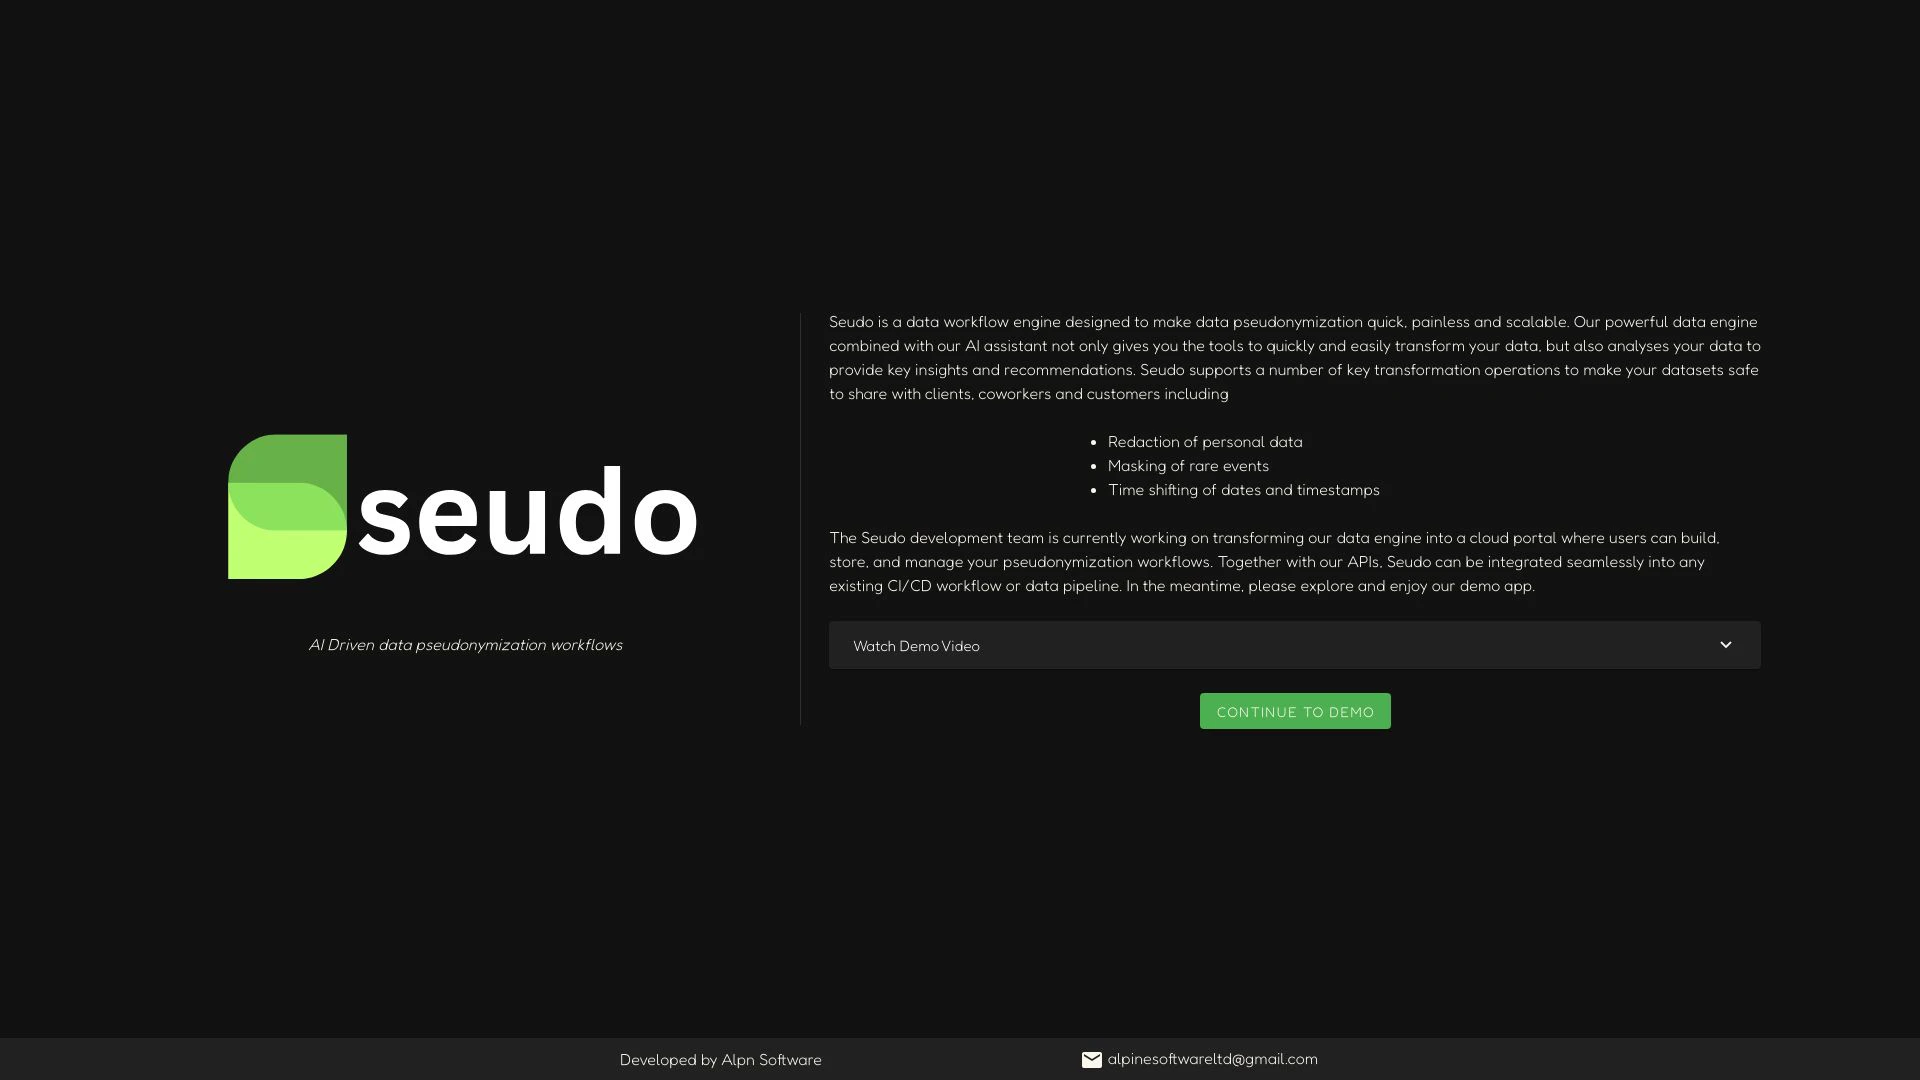 seudo
AI Driven data pseudonymization workflows
Seudo is a data workflow engine designed to make data pseudonymization quick, painless and scalable. Our powerful data engine
combined with our AI assistant not only gives you the tools to quickly and easily transform your data, but also analyses your data to
provide key insights and recommendations. Seudo supports a number of key transformation operations to make your datasets safe
to share with clients, coworkers and customers including
• Redaction of personal data
• Masking of rare events
• Time shifting of dates and timestamps
The Seudo development team is currently working on transforming our data engine into a cloud portal where users can build,
store, and manage your pseudonymization workflows. Together with our APIs, Seudo can be integrated seamlessly into any
existing CI/CD workflow or data pipeline. In the meantime, please explore and enjoy our demo app.
Watch Demo Video
CONTINUE TO DEMO
Developed by Alpn Software
alpinesoftwareltd@gmail.com